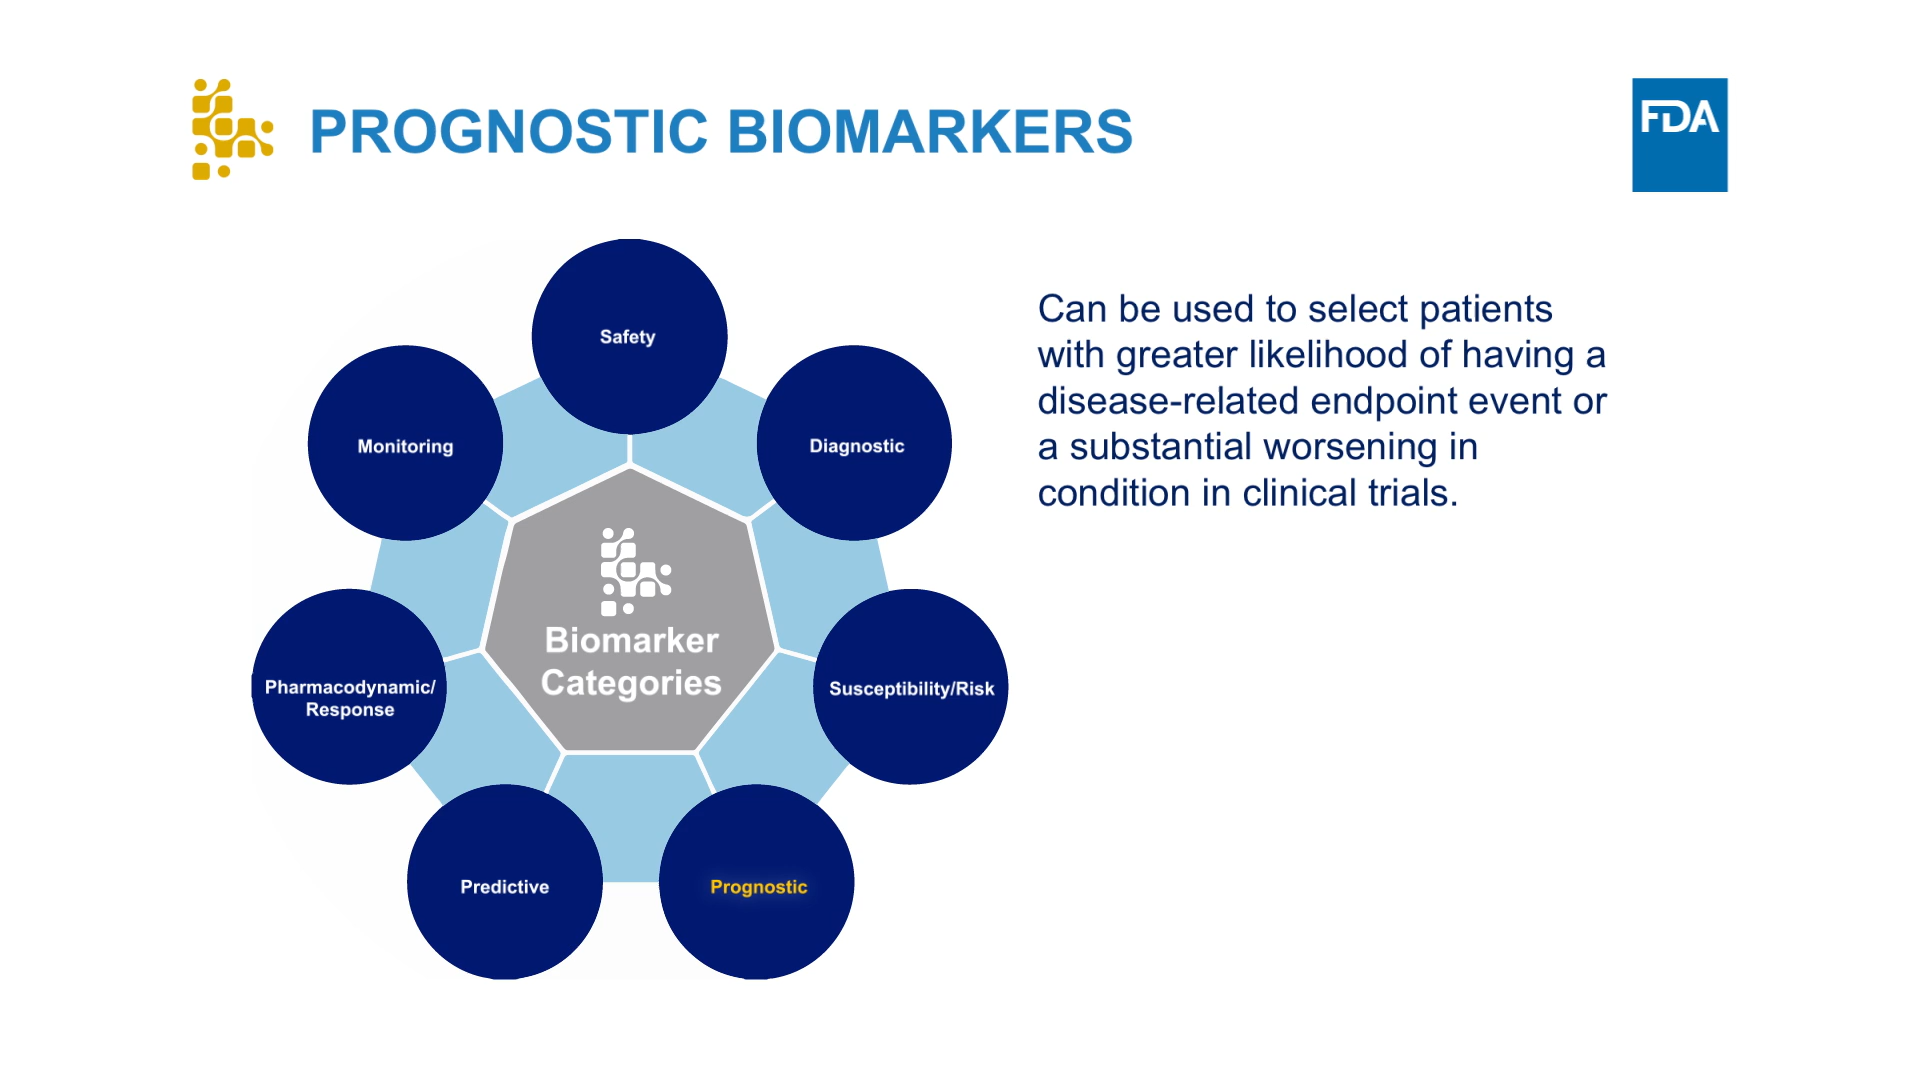 PROGNOSTIC BIOMARKERS
FDA
Safety
Monitoring
Diagnostic
Biomarker
Categories
Pharmacodynamic/
Response
Susceptibility/Risk
Predictive
Prognostic
Can be used to select patients
with greater likelihood of having a
disease-related endpoint event or
a substantial worsening in
condition in clinical trials.